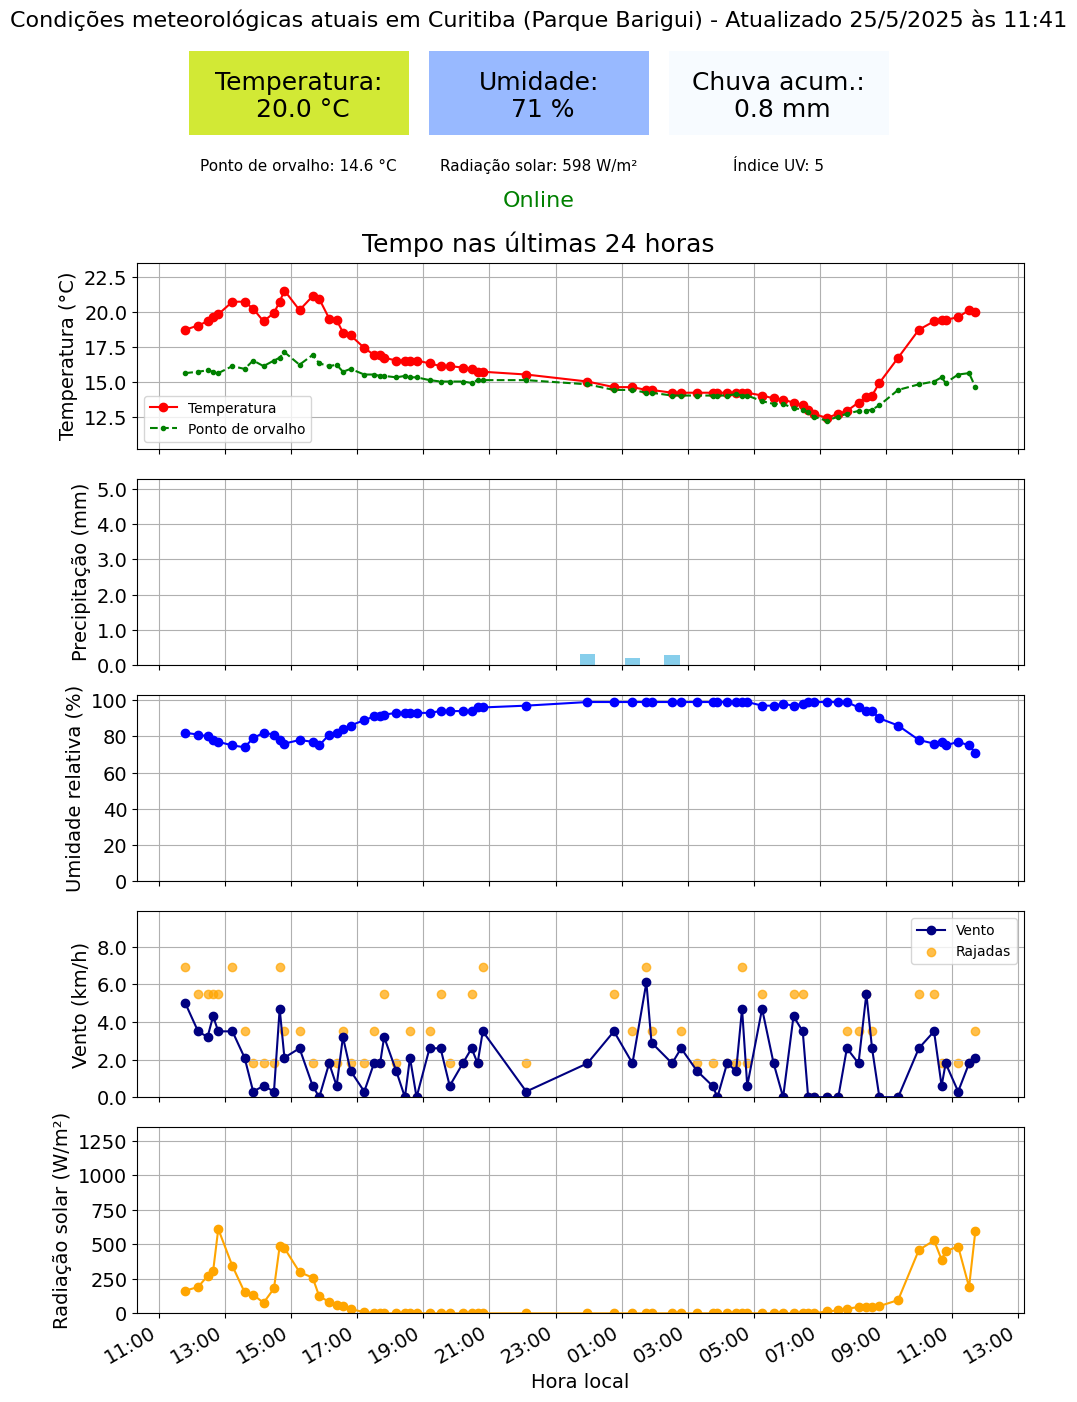 Condições meteorológicas atuais em Curitiba (Parque Barigui) - Atualizado 25/5/2025 às 11:41
Temperatura:
20.0 °C
Umidade:
71 %
Chuva acum.:
0.8 mm
Ponto de orvalho: 14.6 °C
Radiação solar: 598 W/m²
Índice UV: 5
Online
Tempo nas últimas 24 horas
Temperatura (°C)
22.5
20.0
17.5
15.0
12.5
Temperatura
Ponto de orvalho
Precipitação (mm)
5.0
4.0
3.0
2.0
1.0
0.0
Umidade relativa (%)
100
80
60
40
20
0
Vento (km/h)
8.0
6.0
4.0
2.0
0.0
Vento
Rajadas
Radiação solar (W/m²)
1250
1000
750
500
250
0
11:00
13:00
15:00
17:00
19:00
21:00
23:00
01:00
03:00
05:00
07:00
09:00
11:00
13:00
Hora local